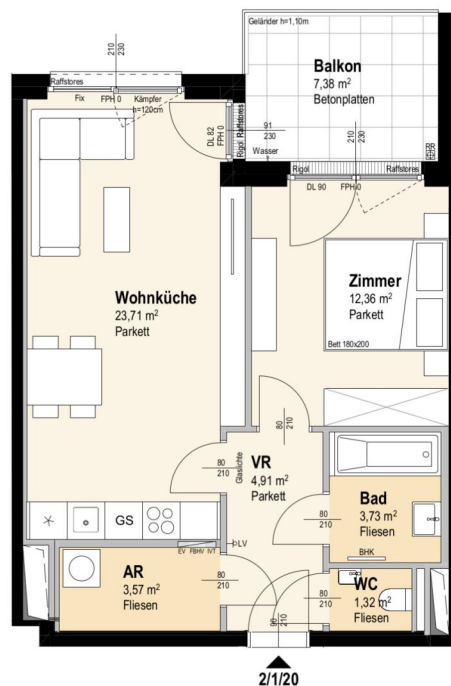 Geländer h=1,10m
Balkon
7,38 m²
Betonplatten
210
230
Raffstores
Fix
FPH 0
Kämpfer
h=120cm
DL 82
FPH 0
Rigol
Raffstores
91
230
Wasser
210
230
Rigol
Raffstores
DL 90
FPH 0
Wohnküche
23,71 m²
Parkett
Zimmer
12,36 m²
Parkett
Bett 180x200
80
210
VR
4,91 m²
Parkett
Glaslichte
80
210
Bad
3,73 m²
Fliesen
80
210
BHK
GS
EV FBHV IVT
LV
AR
3,57 m²
Fliesen
80
210
WC
1,32 m²
Fliesen
80
210
90
210
2/1/20